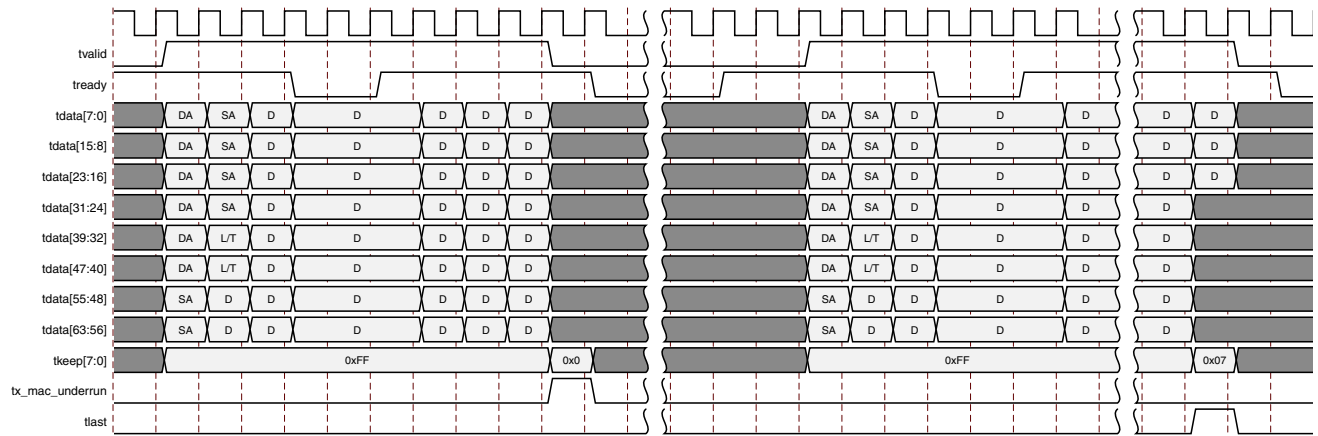 tvalid
tready
tdata[7:0] DA SA D D D D D DA SA D D D D D
tdata[15:8] DA SA D D D D D DA SA D D D D D
tdata[23:16] DA SA D D D D D DA SA D D D D D
tdata[31:24] DA SA D D D D D DA SA D D D D
tdata[39:32] DA L/T D D D D D DA L/T D D D D
tdata[47:40] DA L/T D D D D D DA L/T D D D D
tdata[55:48] SA D D D D D D SA D D D D D
tdata[63:56] SA D D D D D D SA D D D D D
tkeep[7:0] 0xFF 0x0 0xFF 0x07
tx_mac_underrun
tlast